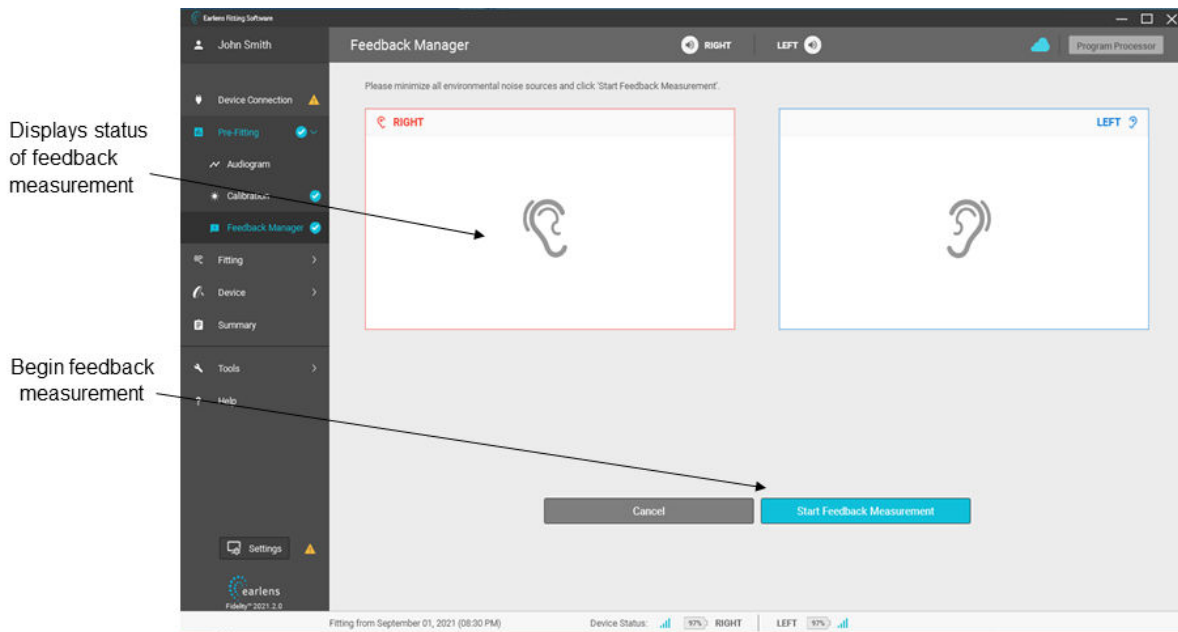 Earlens Fitting Software
John Smith
Feedback Manager
RIGHT
LEFT
Program Processor
Please minimize all environmental noise sources and click 'Start Feedback Measurement'.
Device Connection
Pre-Fitting
Audiogram
Calibration
Feedback Manager
Fitting
Device
Summary
Tools
Help
Settings
earlens
Fidelity™ 2021.2.0
RIGHT
LEFT
Displays status
of feedback
measurement
Begin feedback
measurement
Cancel
Start Feedback Measurement
Fitting from September 01, 2021 (08:30 PM)
Device Status: 97% RIGHT
LEFT 97%